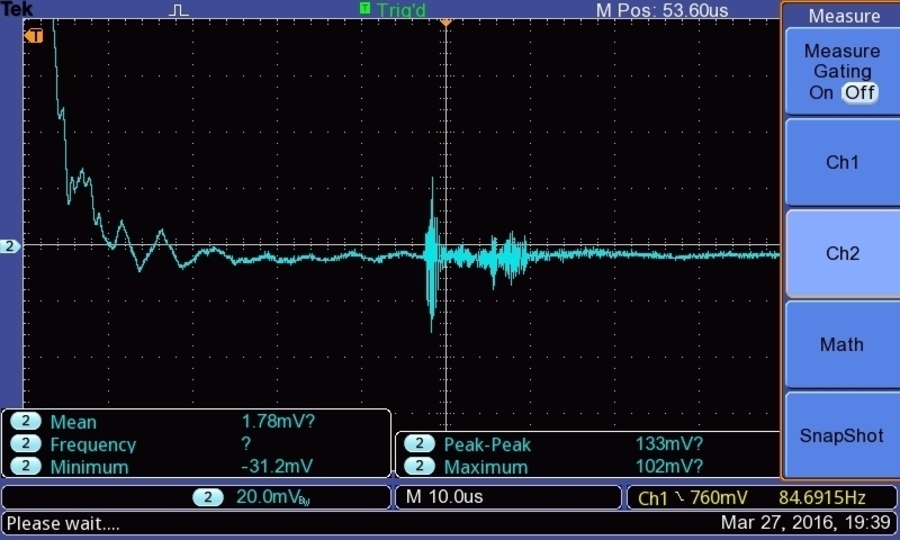 Tek
T Trig'd
M Pos: 53.60us
Measure
T
Measure
Gating
On Off
Ch1
2
Ch2
Math
SnapShot
2 Mean 1.78mV?
2 Frequency ?
2 Minimum -31.2mV
2 Peak-Peak 133mV?
2 Maximum 102mV?
2 20.0mVBW
M 10.0us
Ch1 760mV 84.6915Hz
Please wait....
Mar 27, 2016, 19:39